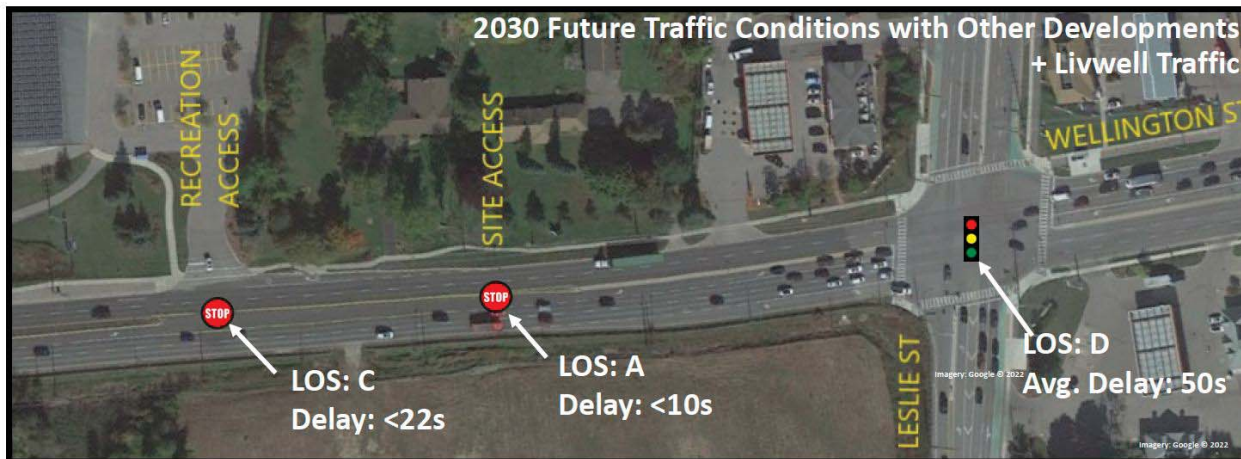 2030 Future Traffic Conditions with Other Developments
+ Livwell Traffic
RECREATION
ACCESS
SITE ACCESS
WELLINGTON ST
STOP
STOP
LOS: C
Delay: <22s
LOS: A
Delay: <10s
LESLIE ST
Imagery: Google © 2022
LOS: D
Avg. Delay: 50s
Imagery: Google © 2022